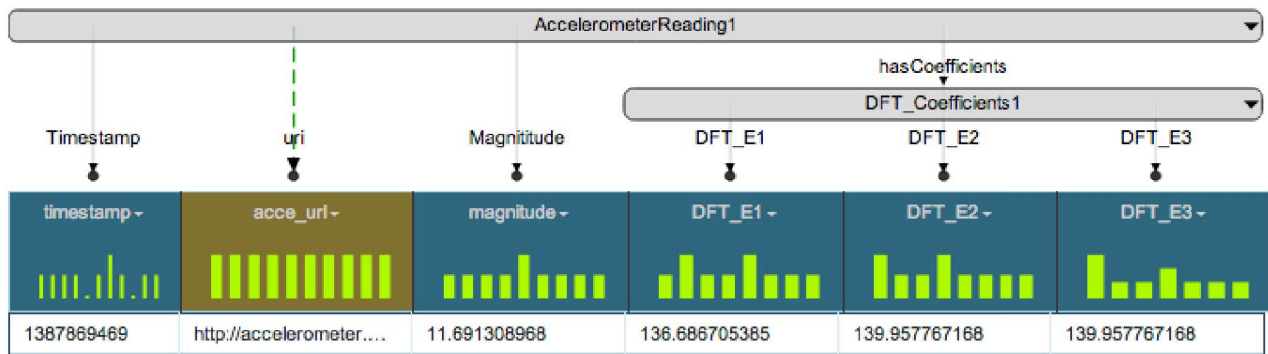 AccelerometerReading1
hasCoefficients
DFT_Coefficients1
Timestamp uri Magnititude DFT_E1 DFT_E2 DFT_E3
timestamp acce_url magnitude DFT_E1 DFT_E2 DFT_E3
1387869469 http://accelerometer.... 11.691308968 136.686705385 139.957767168 139.957767168